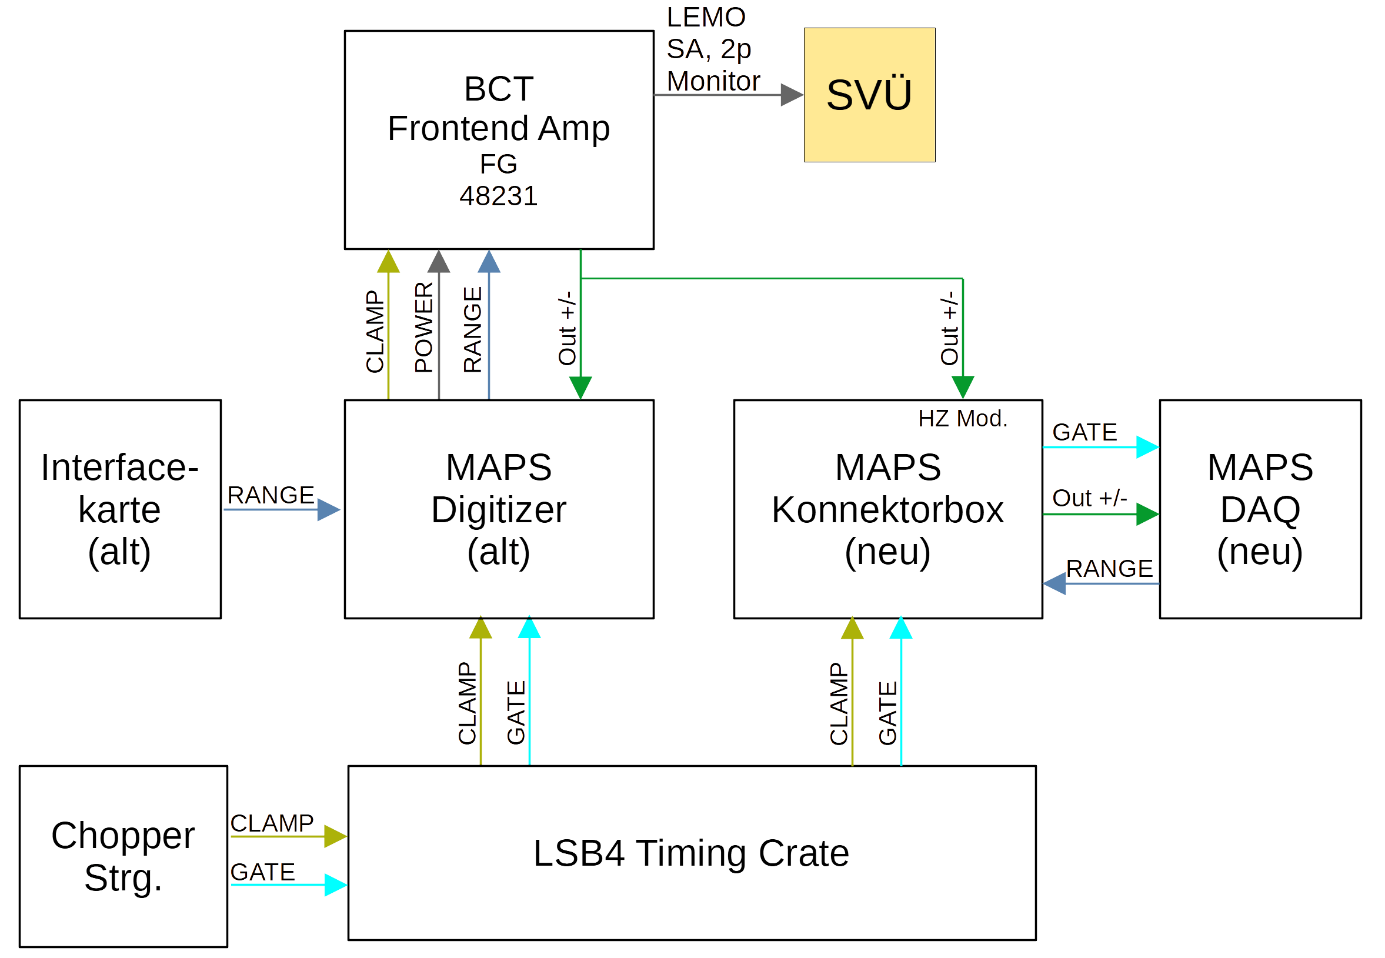 LEMO
SA, 2p
Monitor
BCT
Frontend Amp
FG
48231
SVÜ
CLAMP
POWER
RANGE
Out +/-
Out +/-
Interface-
karte
(alt)
RANGE
MAPS
Digitizer
(alt)
HZ Mod.
MAPS
Konnektorbox
(neu)
GATE
Out +/-
RANGE
MAPS
DAQ
(neu)
CLAMP
GATE
CLAMP
GATE
Chopper
Strg.
CLAMP
GATE
LSB4 Timing Crate